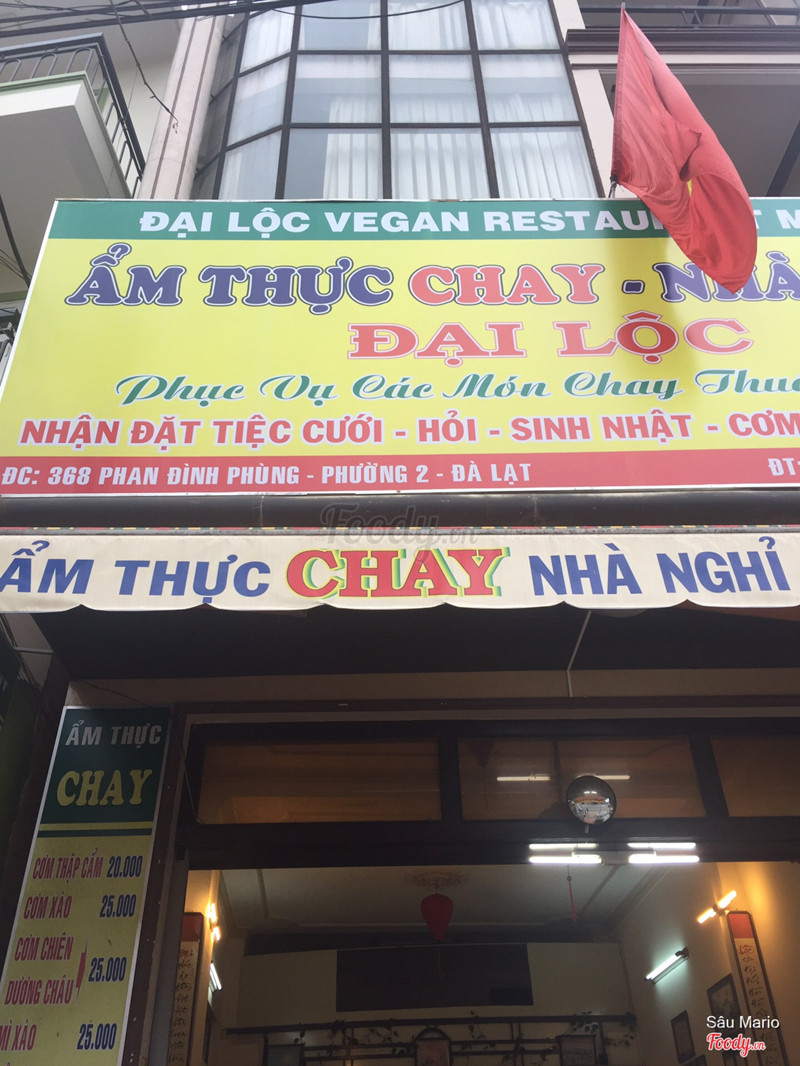 ĐẠI LỘC VEGAN RESTAU
ẨM THỰC CHAY - NHÀ
ĐẠI LỘC
Phục Vụ Các Món Chay Thu
NHẬN ĐẶT TIỆC CƯỚI - HỎI - SINH NHẬT - CƠM
ĐC: 368 PHAN ĐÌNH PHÙNG - PHƯỜNG 2 - ĐÀ LẠT ĐT:
Foody.vn
ẨM THỰC CHAY NHÀ NGHỈ
ẨM THỰC
CHAY
CƠM THẬP CẨM 20.000
CƠM XÀO 25.000
CƠM CHIÊN
DƯƠNG CHÂU 25.000
MÌ XÀO 25.000
Sâu Mario
Foody.vn